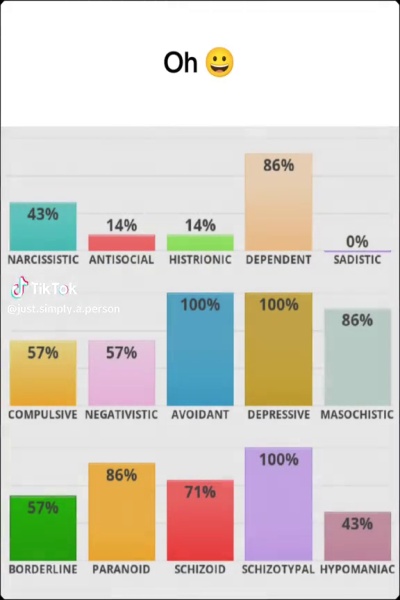 Oh 😀
86%
43%
14% 14%
0%
NARCISSISTIC ANTISOCIAL HISTRIONIC DEPENDENT SADISTIC
TikTok
@just.simply.a.person
100% 100%
86%
57% 57%
COMPULSIVE NEGATIVISTIC AVOIDANT DEPRESSIVE MASOCHISTIC
100%
86%
71%
57%
43%
BORDERLINE PARANOID SCHIZOID SCHIZOTYPAL HYPOMANIAC